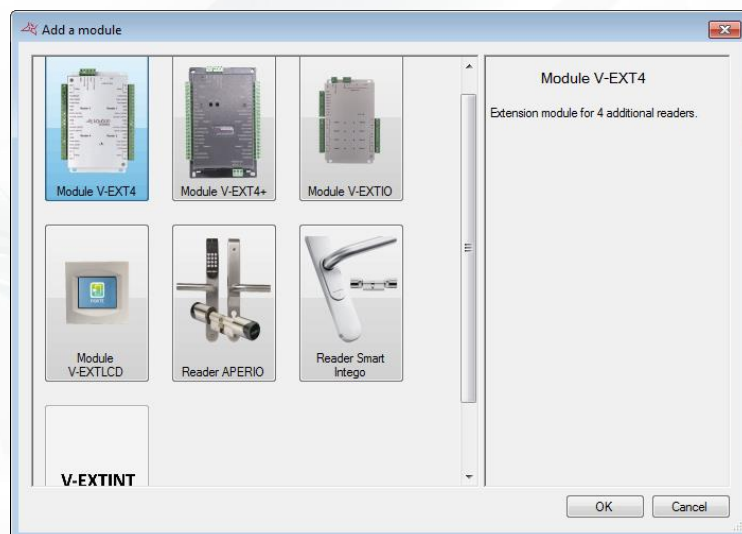 Add a module
Module V-EXT4
Module V-EXT4+
Module V-EXTIO
Module
V-EXTLCD
Reader APERIO
Reader Smart
Intego
V-EXTINT
Module V-EXT4
Extension module for 4 additional readers.
OK
Cancel